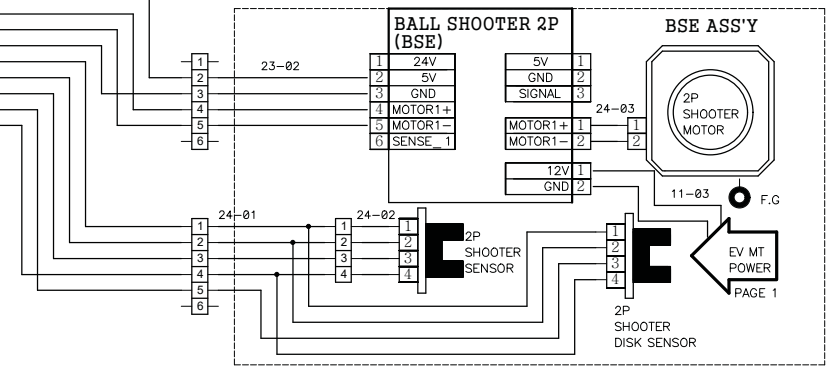 BALL SHOOTER 2P
(BSE)
BSE ASS'Y
23-02
1
2
3
4
5
6
1 24V
2 5V
3 GND
4 MOTOR1+
5 MOTOR1-
6 SENSE_1
5V 1
GND 2
SIGNAL 3
MOTOR1+ 1
MOTOR1- 2
12V 1
GND 2
24-03
1
2
2P
SHOOTER
MOTOR
11-03
F.G
24-01
1
2
3
4
5
6
24-02
1
2
3
4
1
2
3
4
2P
SHOOTER
SENSOR
1
2
3
4
2P
SHOOTER
DISK SENSOR
EV MT
POWER
PAGE 1